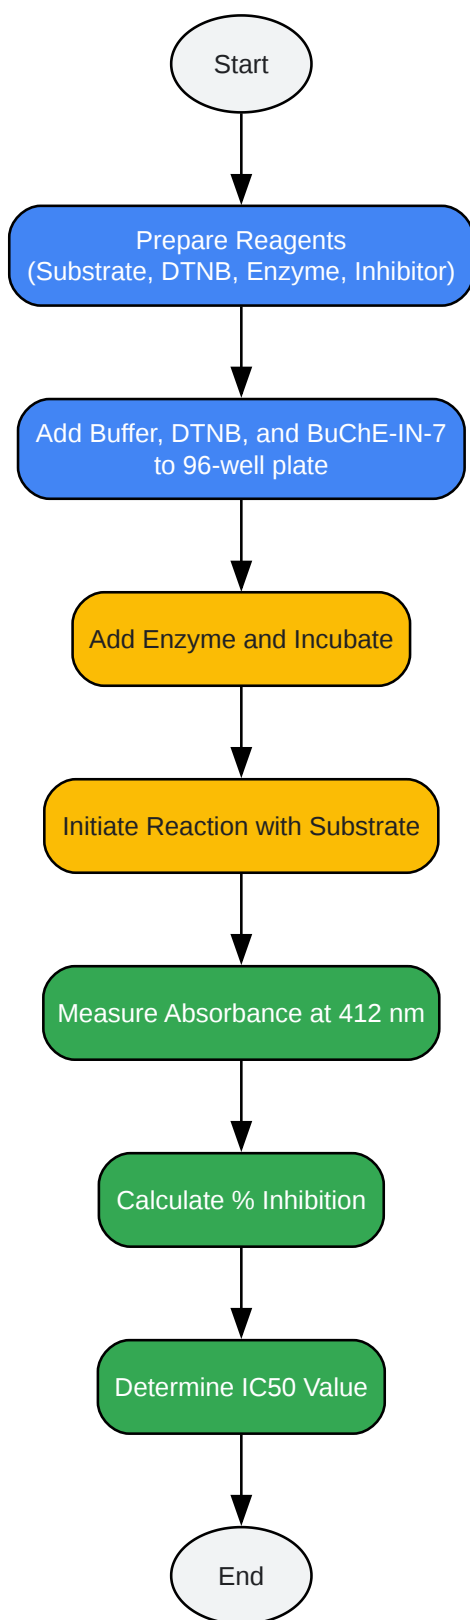 Start
Prepare Reagents
(Substrate, DTNB, Enzyme, Inhibitor)
Add Buffer, DTNB, and BuChE-IN-7
to 96-well plate
Add Enzyme and Incubate
Initiate Reaction with Substrate
Measure Absorbance at 412 nm
Calculate % Inhibition
Determine IC50 Value
End